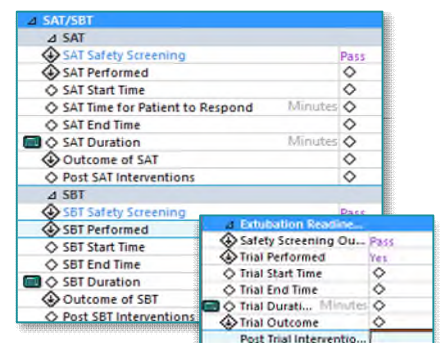 SAT/SBT
SAT
SAT Safety Screening Pass
SAT Performed
SAT Start Time
SAT Time for Patient to Respond Minutes
SAT End Time
SAT Duration Minutes
Outcome of SAT
Post SAT Interventions
SBT
SBT Safety Screening Pass
SBT Performed
SBT Start Time
SBT End Time
SBT Duration
Outcome of SBT
Post SBT Interventions
Extubation Readine...
Safety Screening Ou... Pass
Trial Performed Yes
Trial Start Time
Trial End Time
Trial Durati... Minutes
Trial Outcome
Post Trial Interventio...